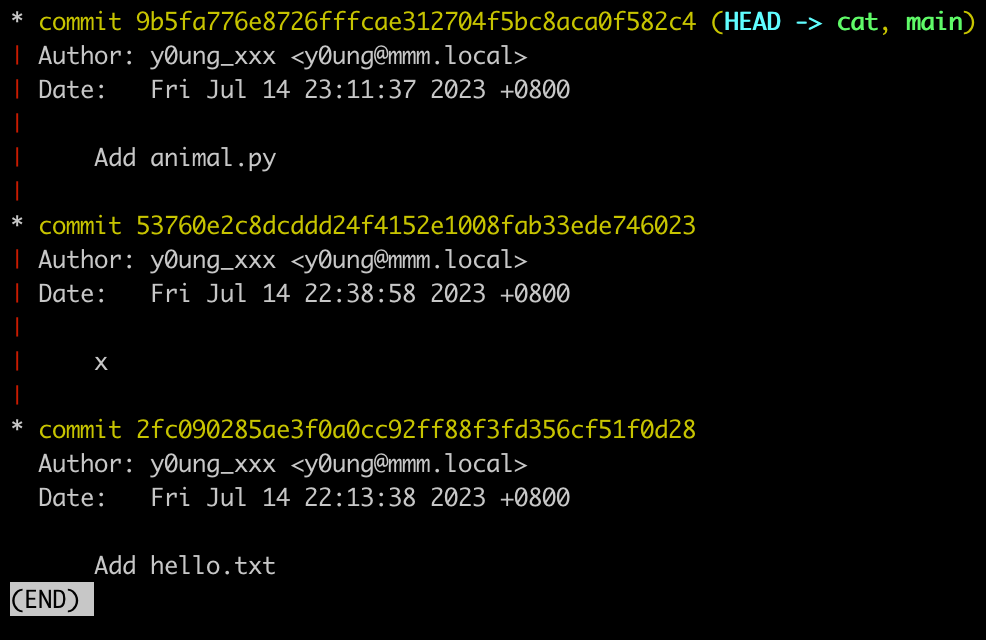 * commit 9b5fa776e8726fffcae312704f5bc8aca0f582c4 (HEAD -> cat, main)
| Author: y0ung_xxx <y0ung@mmm.local>
| Date:   Fri Jul 14 23:11:37 2023 +0800
|
|     Add animal.py
|
* commit 53760e2c8dcddd24f4152e1008fab33ede746023
| Author: y0ung_xxx <y0ung@mmm.local>
| Date:   Fri Jul 14 22:38:58 2023 +0800
|
|     x
|
* commit 2fc090285ae3f0a0cc92ff88f3fd356cf51f0d28
  Author: y0ung_xxx <y0ung@mmm.local>
  Date:   Fri Jul 14 22:13:38 2023 +0800

      Add hello.txt
(END)